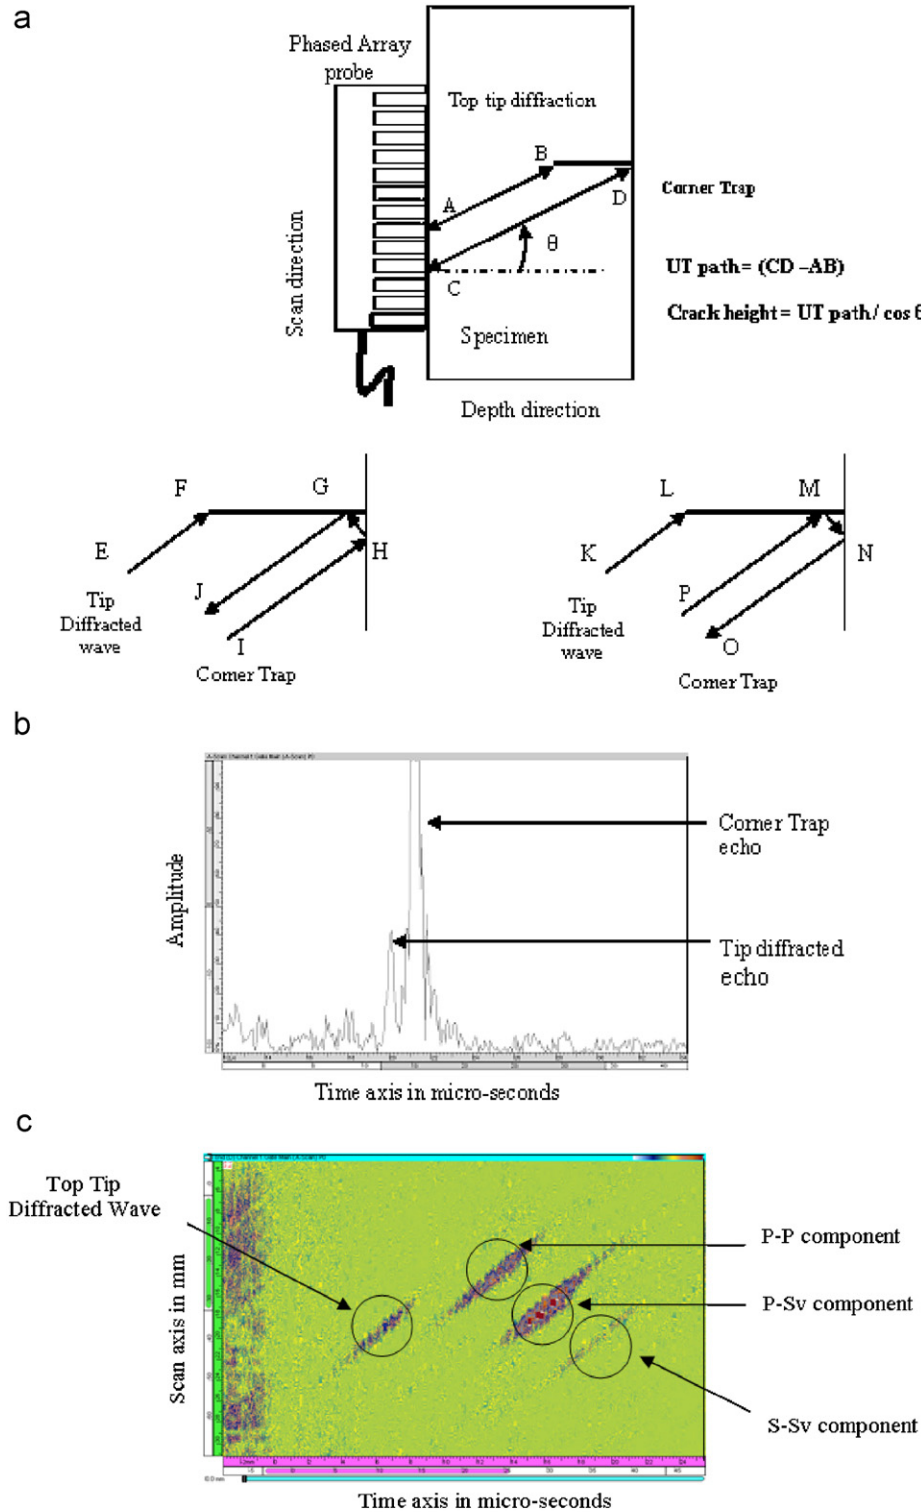 a
Phased Array
probe
Top tip diffraction
B
A
D
Corner Trap
θ
UT path= (CD –AB)
C
Crack height= UT path/ cos θ
Scan direction
Specimen
Depth direction
F
G
E
H
J
Tip
Diffracted
wave
I
Corner Trap
L
M
K
N
P
Tip
Diffracted
wave
O
Corner Trap
b
Amplitude
Corner Trap
echo
Tip diffracted
echo
Time axis in micro-seconds
c
Top Tip
Diffracted Wave
P-P component
P-Sv component
S-Sv component
Scan axis in mm
Time axis in micro-seconds